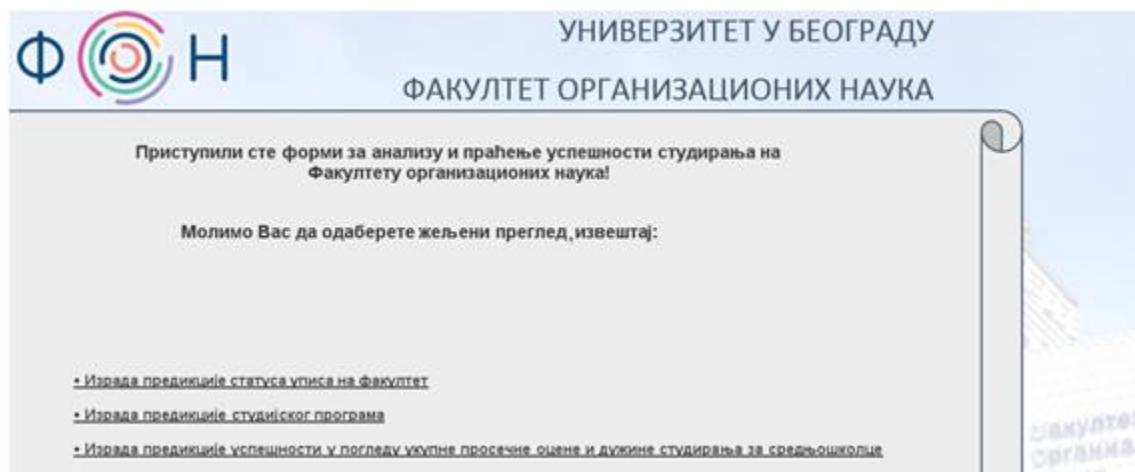 ФОН
УНИВЕРЗИТЕТ У БЕОГРАДУ
ФАКУЛТЕТ ОРГАНИЗАЦИОНИХ НАУКА
Приступили сте форми за анализу и праћење успешности студирања на
Факултету организационих наука!
Молимо Вас да одаберете жељени преглед,извештај:
• Израда предикције статуса уписа на факултет
• Израда предикције студијског програма
• Израда предикције успешности у погледу укупне просечне оцене и дужине студирања за средњошколце